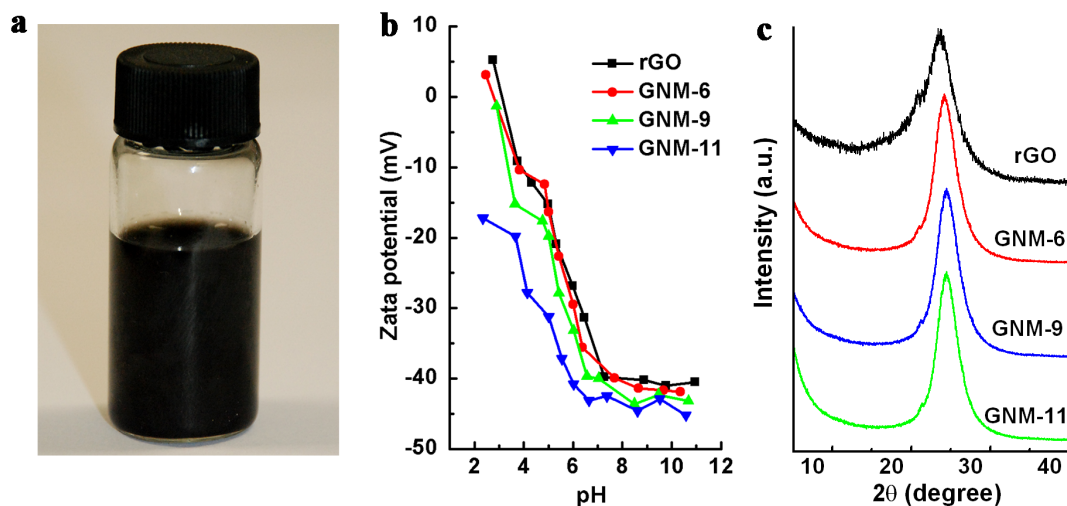 a
b
c
10
0
-10
-20
-30
-40
-50
Zata potential (mV)
rGO
GNM-6
GNM-9
GNM-11
2 4 6 8 10 12
pH
Intensity (a.u.)
rGO
GNM-6
GNM-9
GNM-11
10 20 30 40
2θ (degree)